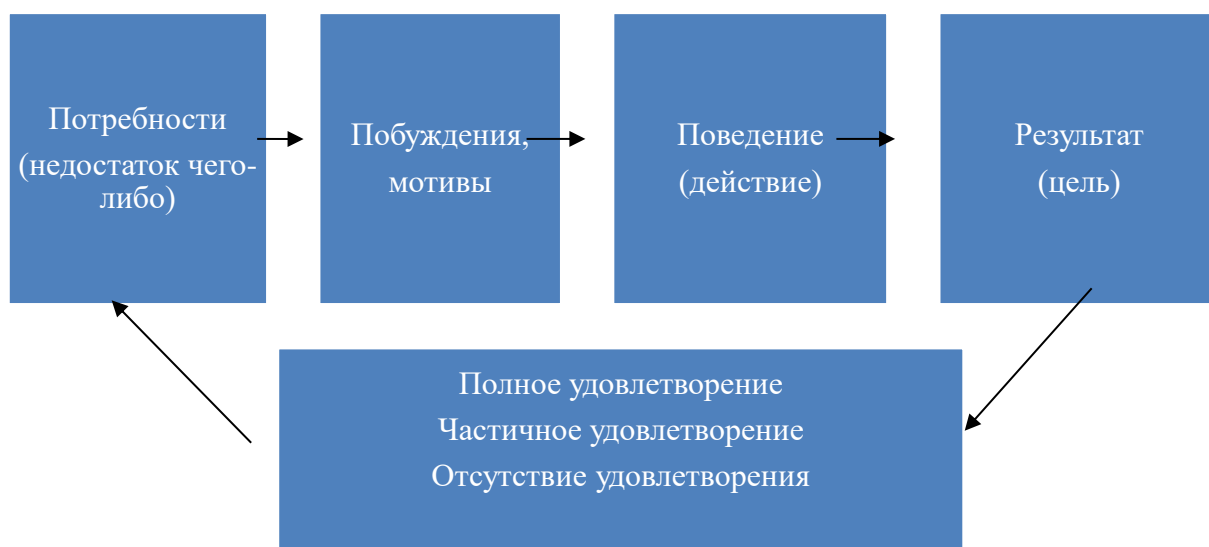 Потребности
(недостаток чего-
либо)
Побуждения,
мотивы
Поведение
(действие)
Результат
(цель)
Полное удовлетворение
Частичное удовлетворение
Отсутствие удовлетворения